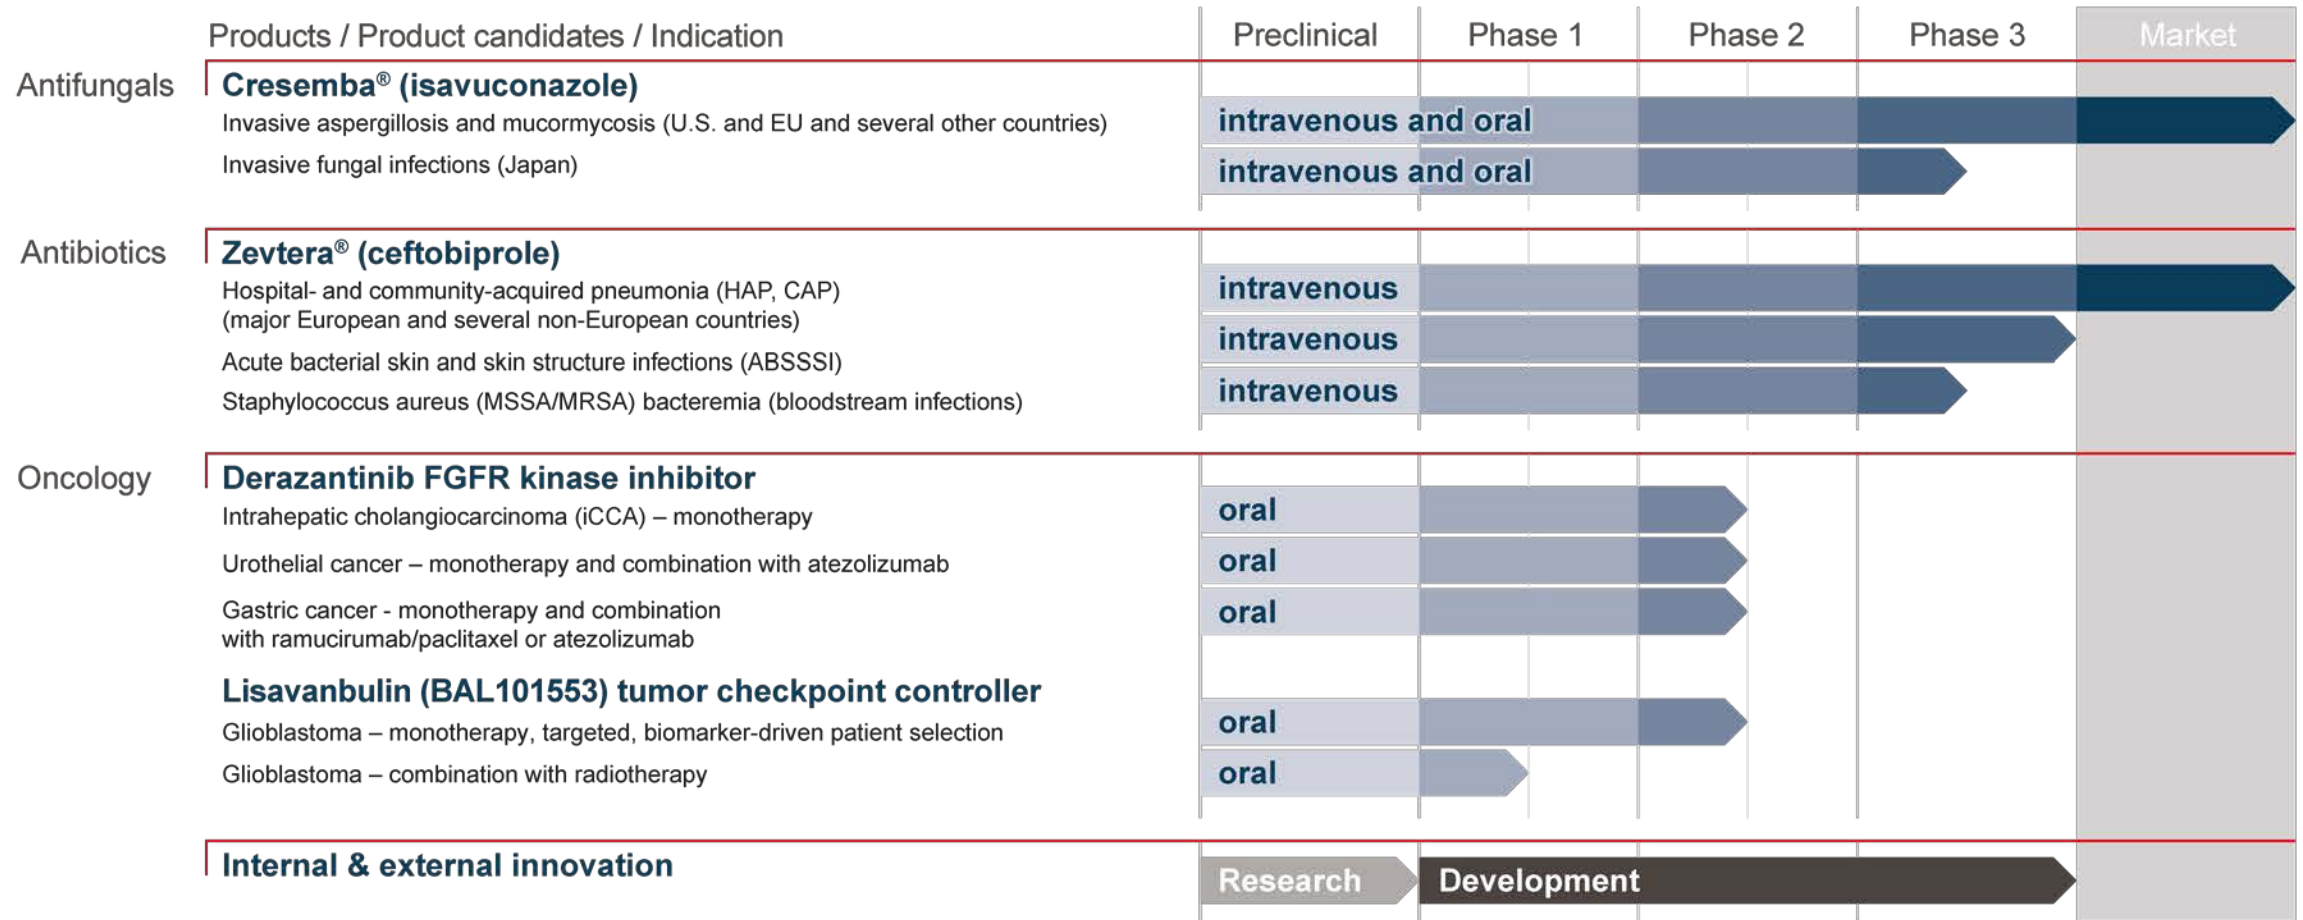 Products / Product candidates / Indication Preclinical Phase 1 Phase 2 Phase 3 Market
Antifungals Cresemba® (isavuconazole)
Invasive aspergillosis and mucormycosis (U.S. and EU and several other countries) intravenous and oral
Invasive fungal infections (Japan) intravenous and oral
Antibiotics Zevtera® (ceftobiprole)
Hospital- and community-acquired pneumonia (HAP, CAP) intravenous
(major European and several non-European countries)
Acute bacterial skin and skin structure infections (ABSSSI) intravenous
Staphylococcus aureus (MSSA/MRSA) bacteremia (bloodstream infections) intravenous
Oncology Derazantinib FGFR kinase inhibitor
Intrahepatic cholangiocarcinoma (iCCA) – monotherapy oral
Urothelial cancer – monotherapy and combination with atezolizumab oral
Gastric cancer - monotherapy and combination oral
with ramucirumab/paclitaxel or atezolizumab
Lisavanbulin (BAL101553) tumor checkpoint controller
Glioblastoma – monotherapy, targeted, biomarker-driven patient selection oral
Glioblastoma – combination with radiotherapy oral
Internal & external innovation Research Development